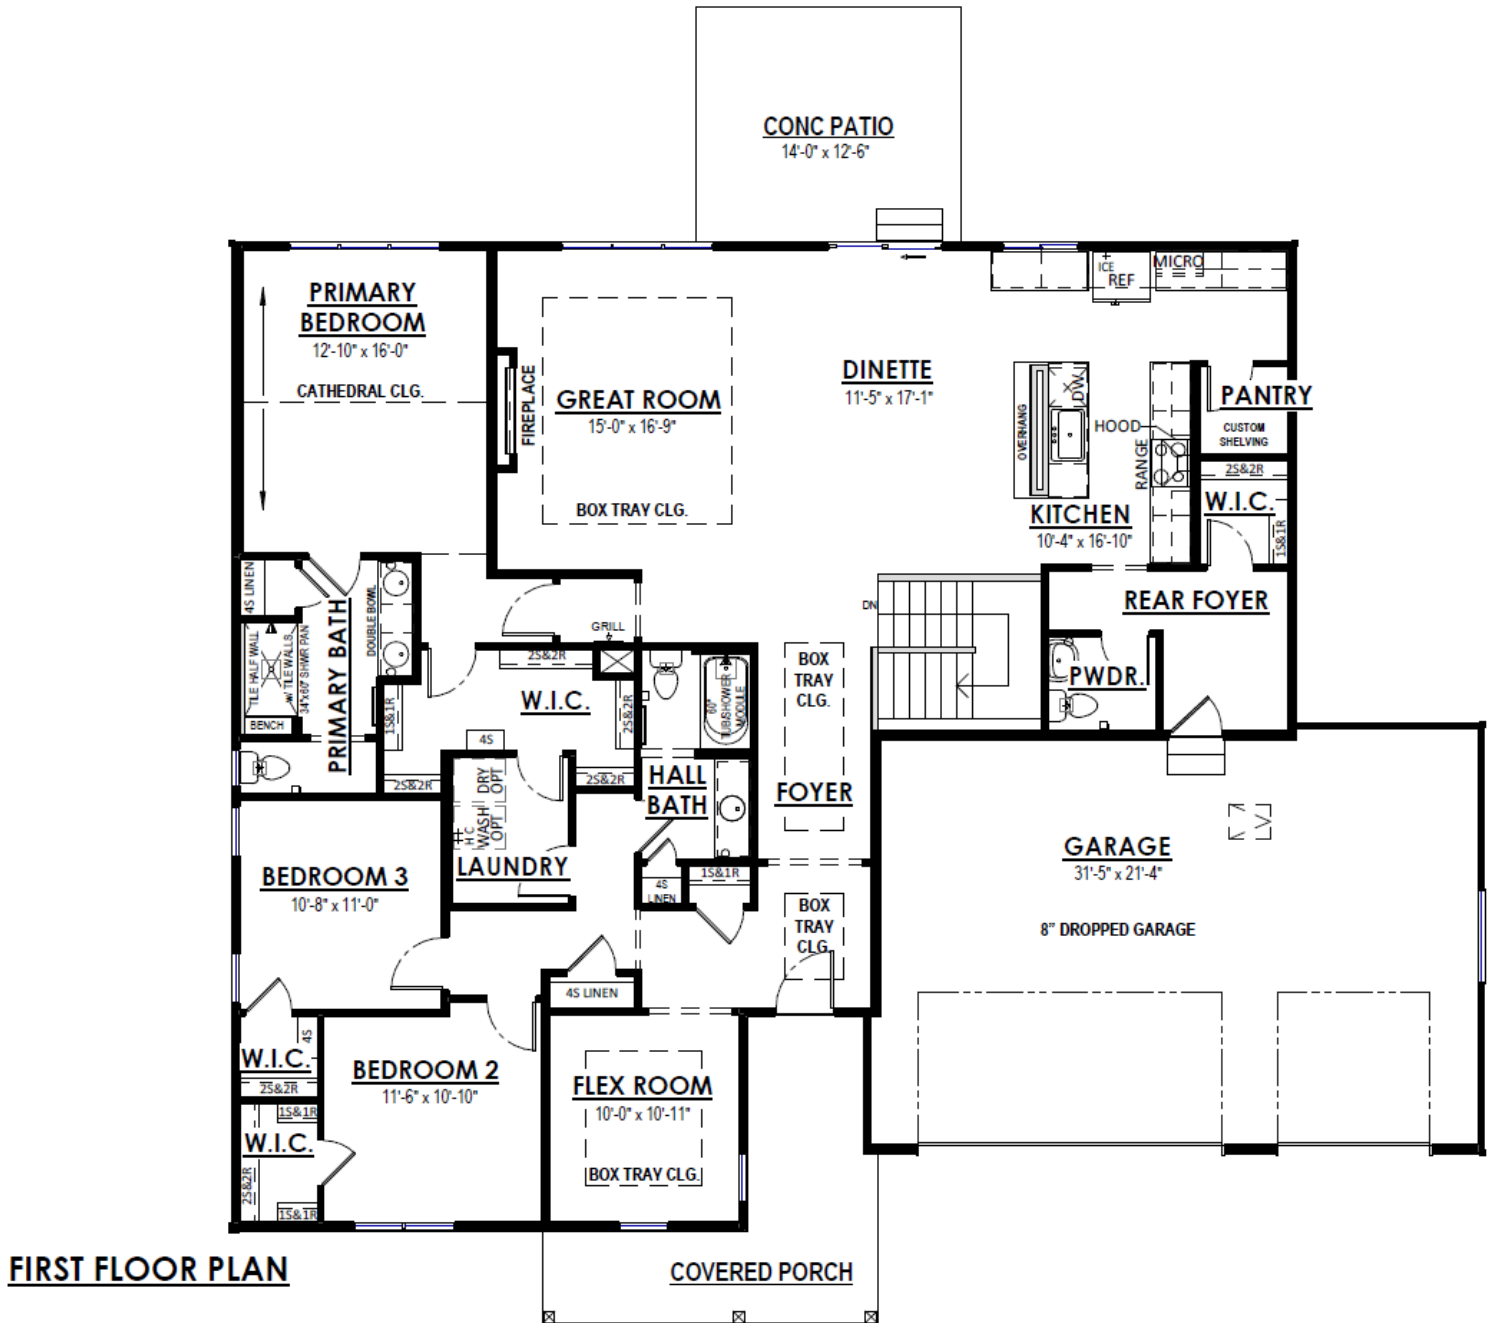 CONC PATIO
14'-0" x 12'-6"
PRIMARY
BEDROOM
12'-10" x 16'-0"
CATHEDRAL CLG.
FIREPLACE
GREAT ROOM
15'-0" x 16'-9"
BOX TRAY CLG.
DINETTE
11'-5" x 17'-1"
ICE
REF
MICRO
OVERHANG
DW
HOOD
RANGE
KITCHEN
10'-4" x 16'-10"
PANTRY
CUSTOM
SHELVING
2S&2R
W.I.C.
1S&1R
REAR FOYER
PWDR.
DN
4S LINEN
TILE HALF WALL
W/ TILE WALLS
34"X60" SHWR PAN
BENCH
PRIMARY BATH
DOUBLE BOWL
GRILL
2S&2R
W.I.C.
1S&1R
2S&2R
4S
2S&2R
2S&2R
60"
TUB/SHOWER
MODULE
HALL
BATH
BOX
TRAY
CLG.
FOYER
DRY
OPT
WASH
OPT
H C
LAUNDRY
4S
LINEN
1S&1R
BOX
TRAY
CLG.
GARAGE
31'-5" x 21'-4"
8" DROPPED GARAGE
BEDROOM 3
10'-8" x 11'-0"
4S LINEN
4S
W.I.C.
2S&2R
1S&1R
W.I.C.
2S&2R
1S&1R
BEDROOM 2
11'-6" x 10'-10"
FLEX ROOM
10'-0" x 10'-11"
BOX TRAY CLG.
FIRST FLOOR PLAN
COVERED PORCH